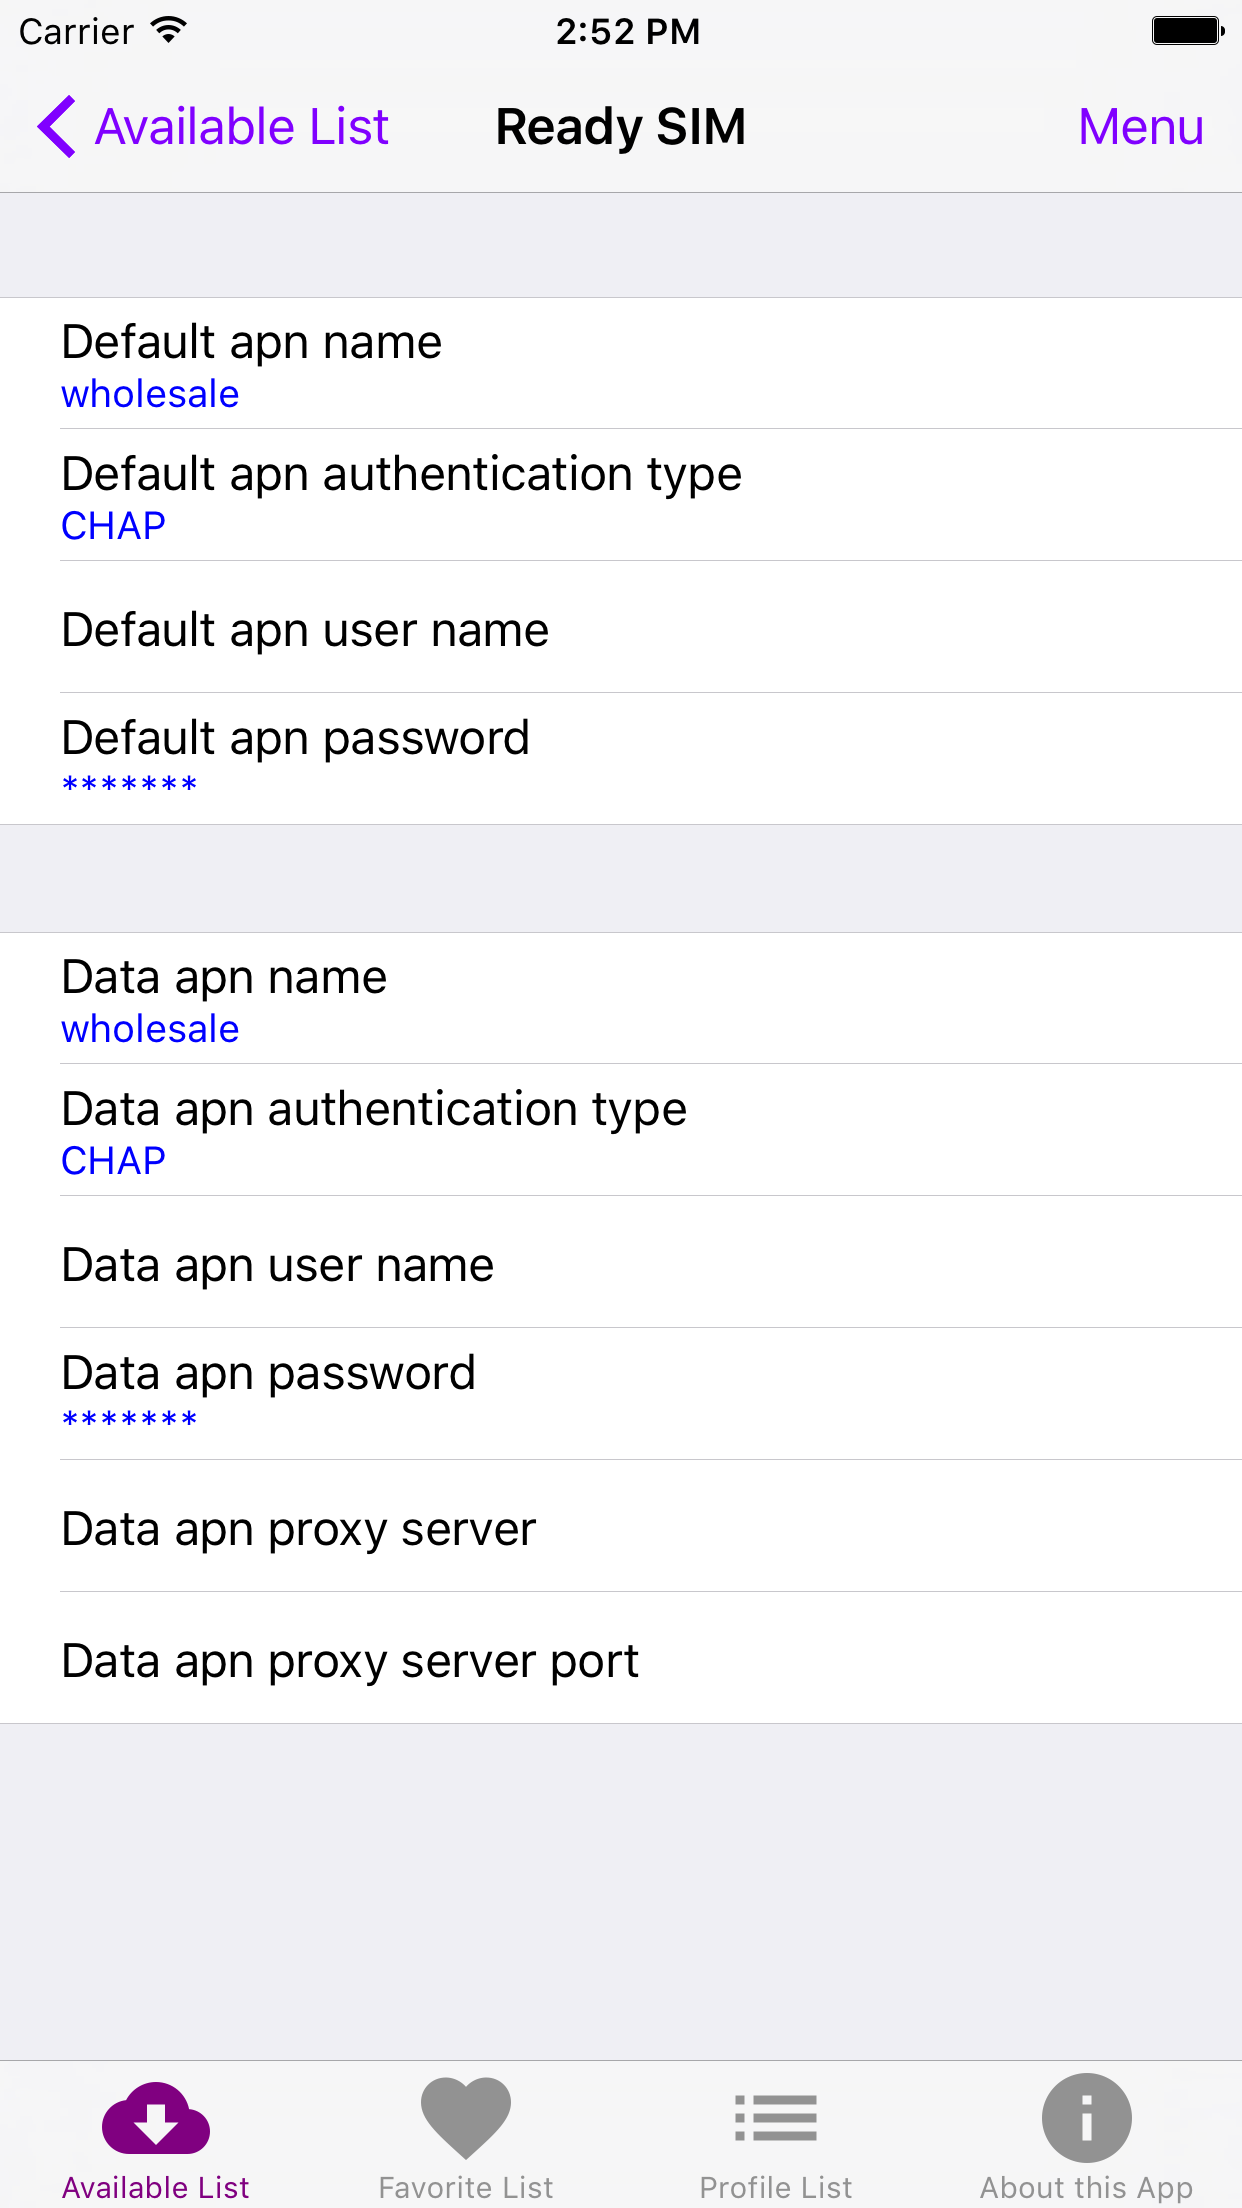 Carrier 2:52 PM
Available List Ready SIM Menu
Default apn name
wholesale
Default apn authentication type
CHAP
Default apn user name
Default apn password
*******
Data apn name
wholesale
Data apn authentication type
CHAP
Data apn user name
Data apn password
*******
Data apn proxy server
Data apn proxy server port
Available List Favorite List Profile List About this App